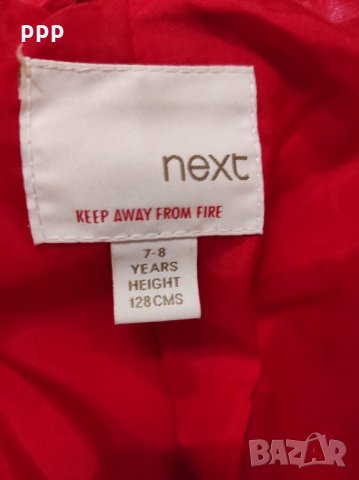 ppp
next
KEEP AWAY FROM FIRE
7-8
YEARS
HEIGHT
128CMS
BAZAR